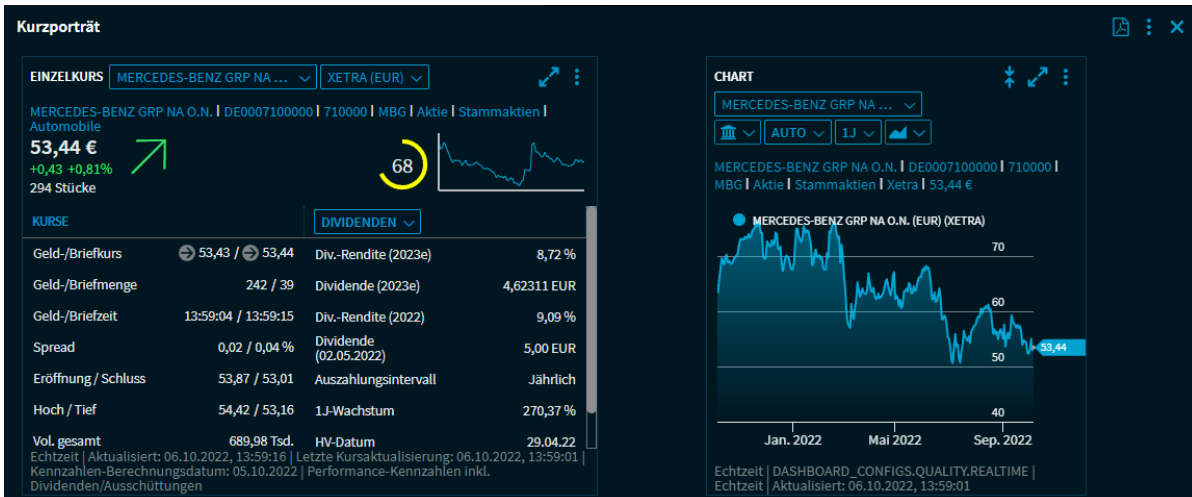 Kurzporträt
EINZELKURS MERCEDES-BENZ GRP NA ... XETRA (EUR)
MERCEDES-BENZ GRP NA O.N. | DE0007100000 | 710000 | MBG | Aktie | Stammaktien |
Automobile
53,44 €
+0,43 +0,81%
294 Stücke
68
KURSE DIVIDENDEN
Geld-/Briefkurs 53,43 / 53,44 Div.-Rendite (2023e) 8,72 %
Geld-/Briefmenge 242 / 39 Dividende (2023e) 4,62311 EUR
Geld-/Briefzeit 13:59:04 / 13:59:15 Div.-Rendite (2022) 9,09 %
Spread 0,02 / 0,04 % Dividende
(02.05.2022) 5,00 EUR
Eröffnung / Schluss 53,87 / 53,01 Auszahlungsintervall Jährlich
Hoch / Tief 54,42 / 53,16 1J-Wachstum 270,37 %
Vol. gesamt 689,98 Tsd. HV-Datum 29.04.22
Echtzeit | Aktualisiert: 06.10.2022, 13:59:16 | Letzte Kursaktualisierung: 06.10.2022, 13:59:01 |
Kennzahlen-Berechnungsdatum: 05.10.2022 | Performance-Kennzahlen inkl.
Dividenden/Ausschüttungen
CHART
MERCEDES-BENZ GRP NA ...
AUTO 1J
MERCEDES-BENZ GRP NA O.N. | DE0007100000 | 710000 |
MBG | Aktie | Stammaktien | Xetra | 53,44 €
MERCEDES-BENZ GRP NA O.N. (EUR) (XETRA)
70
60
53,44
50
40
Jan. 2022 Mai 2022 Sep. 2022
Echtzeit | DASHBOARD_CONFIGS.QUALITY.REALTIME |
Echtzeit | Aktualisiert: 06.10.2022, 13:59:01